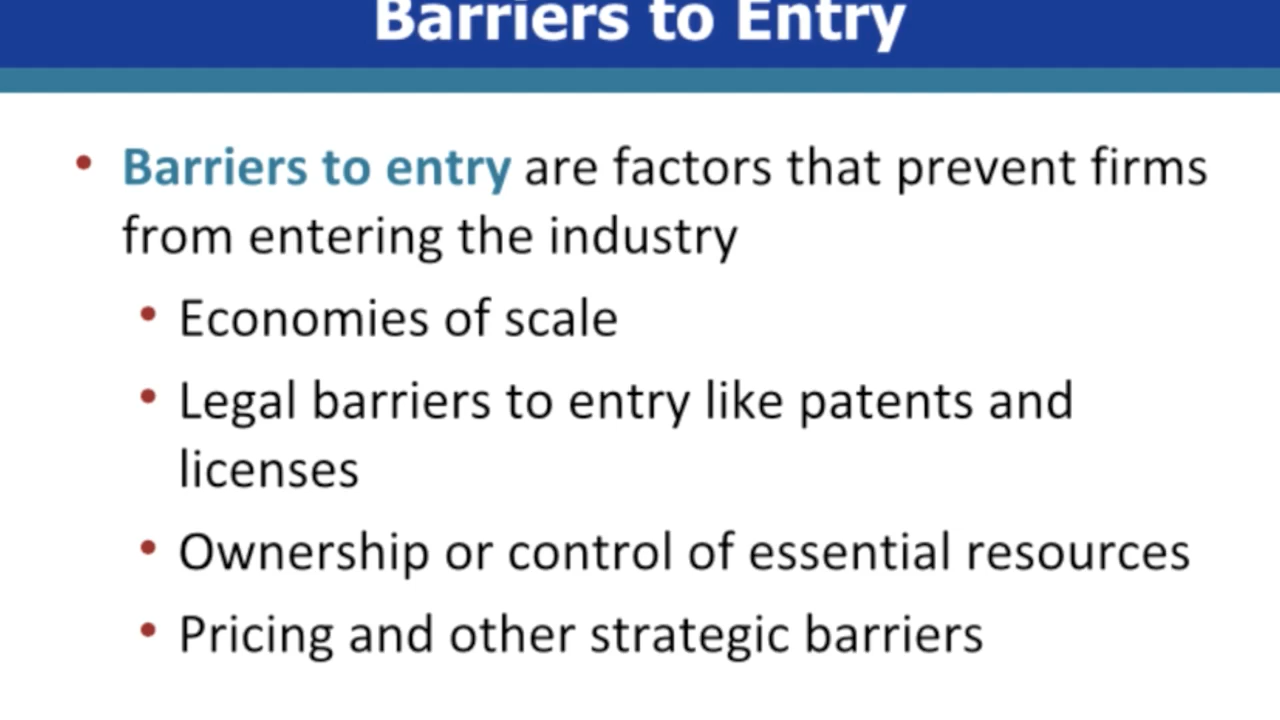 Barriers to Entry
• Barriers to entry are factors that prevent firms
from entering the industry
• Economies of scale
• Legal barriers to entry like patents and
licenses
• Ownership or control of essential resources
• Pricing and other strategic barriers